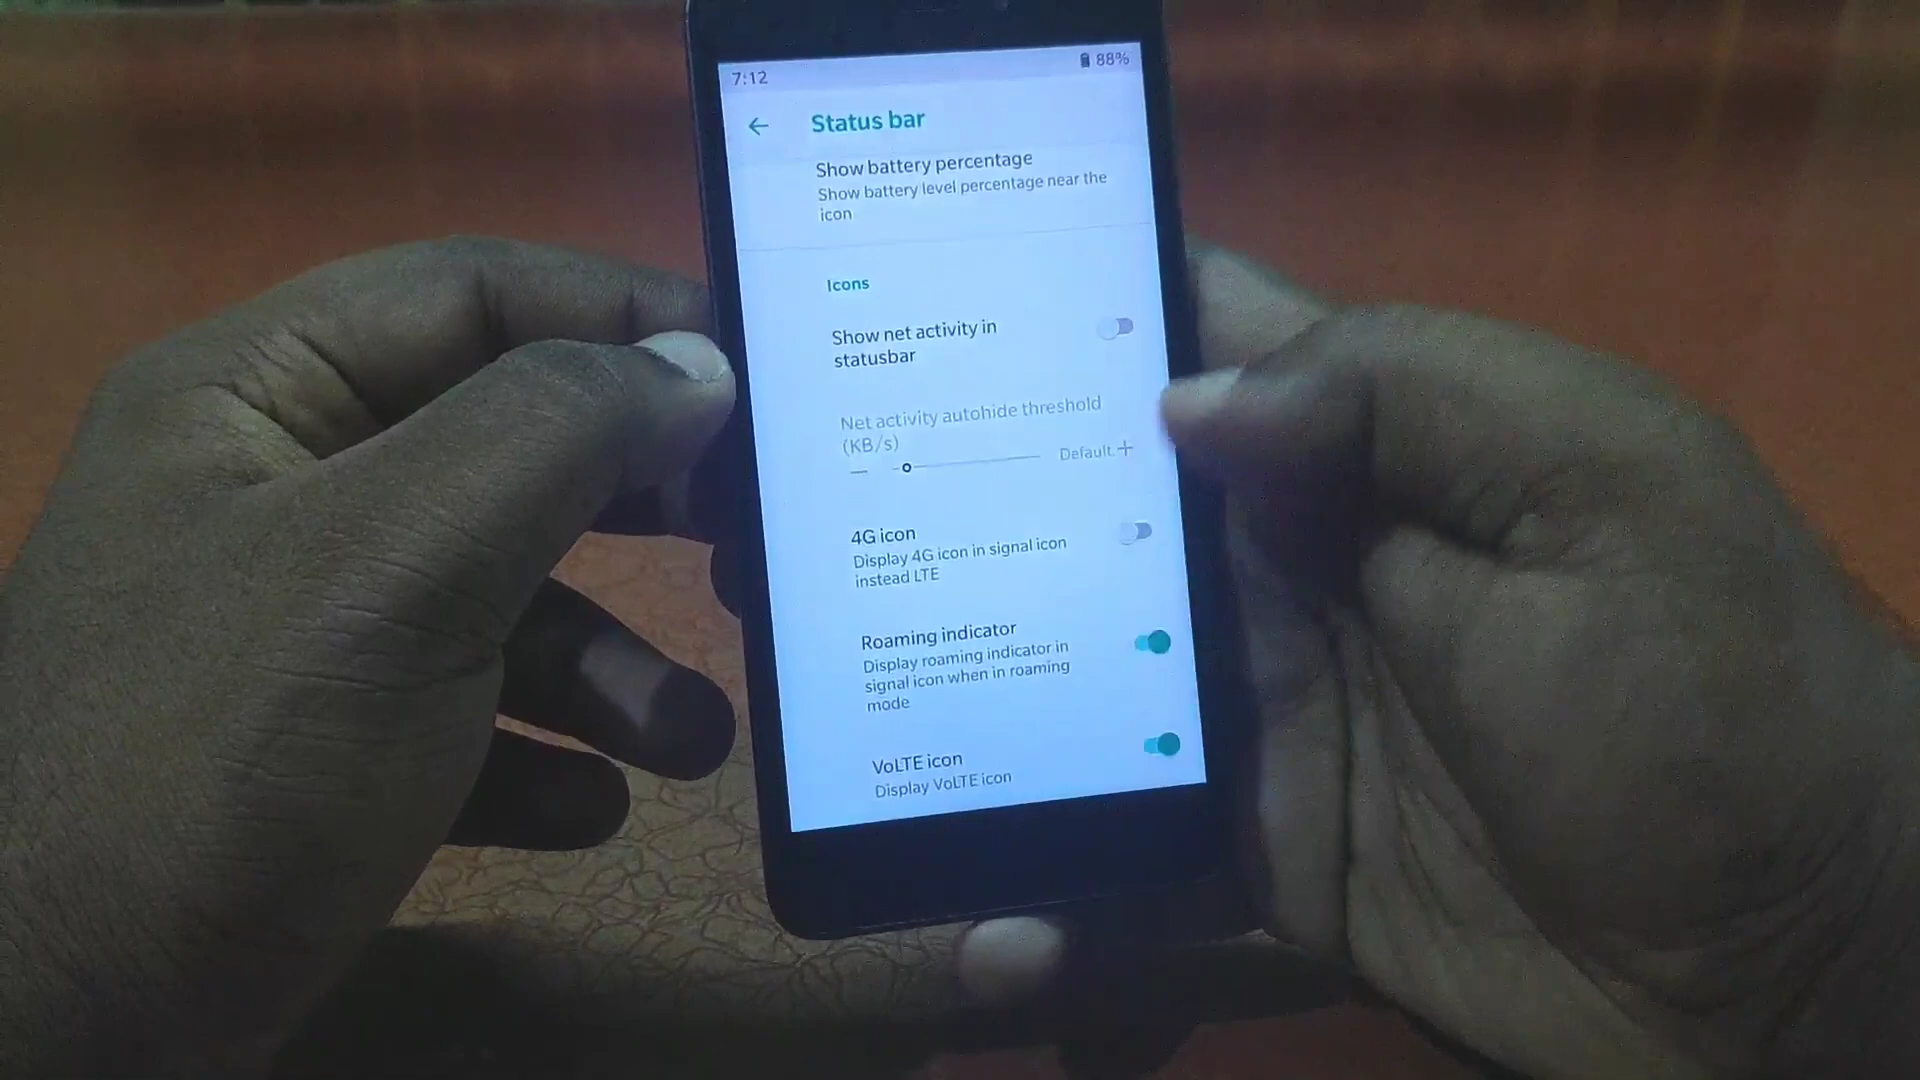 7:12
88%
Status bar
Show battery percentage
Show battery level percentage near the
icon
Icons
Show net activity in
statusbar
Net activity autohide threshold
(KB/s)
Default
4G icon
Display 4G icon in signal icon
instead LTE
Roaming indicator
Display roaming indicator in
signal icon when in roaming
mode
VoLTE icon
Display VoLTE icon